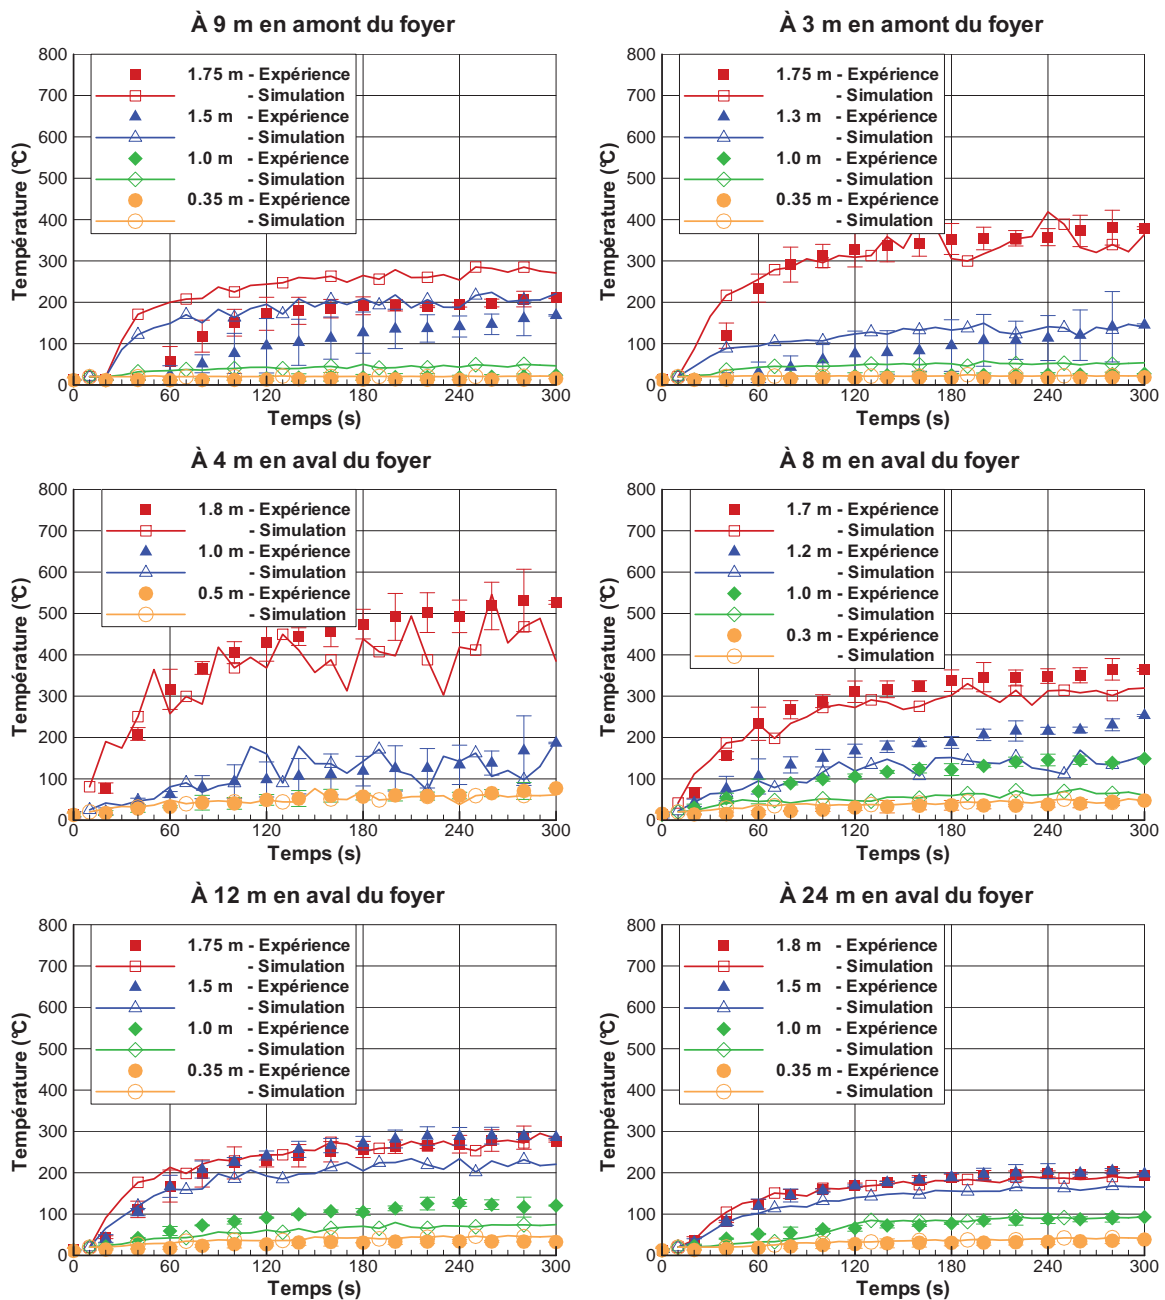 À 9 m en amont du foyer
Température (°C)
800
700
600
500
400
300
200
100
0
1.75 m - Expérience
- Simulation
1.5 m - Expérience
- Simulation
1.0 m - Expérience
- Simulation
0.35 m - Expérience
- Simulation
0 60 120 180 240 300
Temps (s)
À 3 m en amont du foyer
Température (°C)
800
700
600
500
400
300
200
100
0
1.75 m - Expérience
- Simulation
1.3 m - Expérience
- Simulation
1.0 m - Expérience
- Simulation
0.35 m - Expérience
- Simulation
0 60 120 180 240 300
Temps (s)
À 4 m en aval du foyer
Température (°C)
800
700
600
500
400
300
200
100
0
1.8 m - Expérience
- Simulation
1.0 m - Expérience
- Simulation
0.5 m - Expérience
- Simulation
0 60 120 180 240 300
Temps (s)
À 8 m en aval du foyer
Température (°C)
800
700
600
500
400
300
200
100
0
1.7 m - Expérience
- Simulation
1.2 m - Expérience
- Simulation
1.0 m - Expérience
- Simulation
0.3 m - Expérience
- Simulation
0 60 120 180 240 300
Temps (s)
À 12 m en aval du foyer
Température (°C)
800
700
600
500
400
300
200
100
0
1.75 m - Expérience
- Simulation
1.5 m - Expérience
- Simulation
1.0 m - Expérience
- Simulation
0.35 m - Expérience
- Simulation
0 60 120 180 240 300
Temps (s)
À 24 m en aval du foyer
Température (°C)
800
700
600
500
400
300
200
100
0
1.8 m - Expérience
- Simulation
1.5 m - Expérience
- Simulation
1.0 m - Expérience
- Simulation
0.35 m - Expérience
- Simulation
0 60 120 180 240 300
Temps (s)